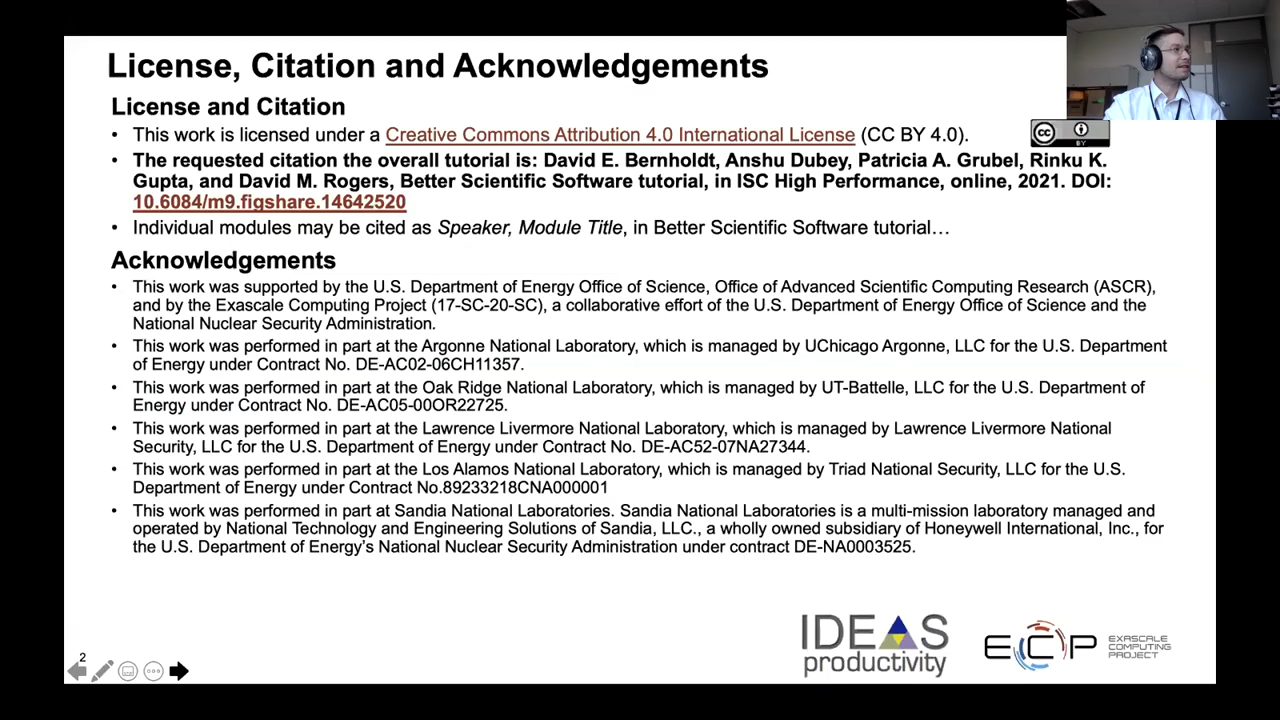 License, Citation and Acknowledgements
License and Citation
• This work is licensed under a Creative Commons Attribution 4.0 International License (CC BY 4.0).
• The requested citation the overall tutorial is: David E. Bernholdt, Anshu Dubey, Patricia A. Grubel, Rinku K.
Gupta, and David M. Rogers, Better Scientific Software tutorial, in ISC High Performance, online, 2021. DOI:
10.6084/m9.figshare.14642520
• Individual modules may be cited as Speaker, Module Title, in Better Scientific Software tutorial…
Acknowledgements
• This work was supported by the U.S. Department of Energy Office of Science, Office of Advanced Scientific Computing Research (ASCR),
and by the Exascale Computing Project (17-SC-20-SC), a collaborative effort of the U.S. Department of Energy Office of Science and the
National Nuclear Security Administration.
• This work was performed in part at the Argonne National Laboratory, which is managed by UChicago Argonne, LLC for the U.S. Department
of Energy under Contract No. DE-AC02-06CH11357.
• This work was performed in part at the Oak Ridge National Laboratory, which is managed by UT-Battelle, LLC for the U.S. Department of
Energy under Contract No. DE-AC05-00OR22725.
• This work was performed in part at the Lawrence Livermore National Laboratory, which is managed by Lawrence Livermore National
Security, LLC for the U.S. Department of Energy under Contract No. DE-AC52-07NA27344.
• This work was performed in part at the Los Alamos National Laboratory, which is managed by Triad National Security, LLC for the U.S.
Department of Energy under Contract No.89233218CNA000001
• This work was performed in part at Sandia National Laboratories. Sandia National Laboratories is a multi-mission laboratory managed and
operated by National Technology and Engineering Solutions of Sandia, LLC., a wholly owned subsidiary of Honeywell International, Inc., for
the U.S. Department of Energy’s National Nuclear Security Administration under contract DE-NA0003525.
cc BY
2
IDEAS
productivity
ECP
EXASCALE
COMPUTING
PROJECT